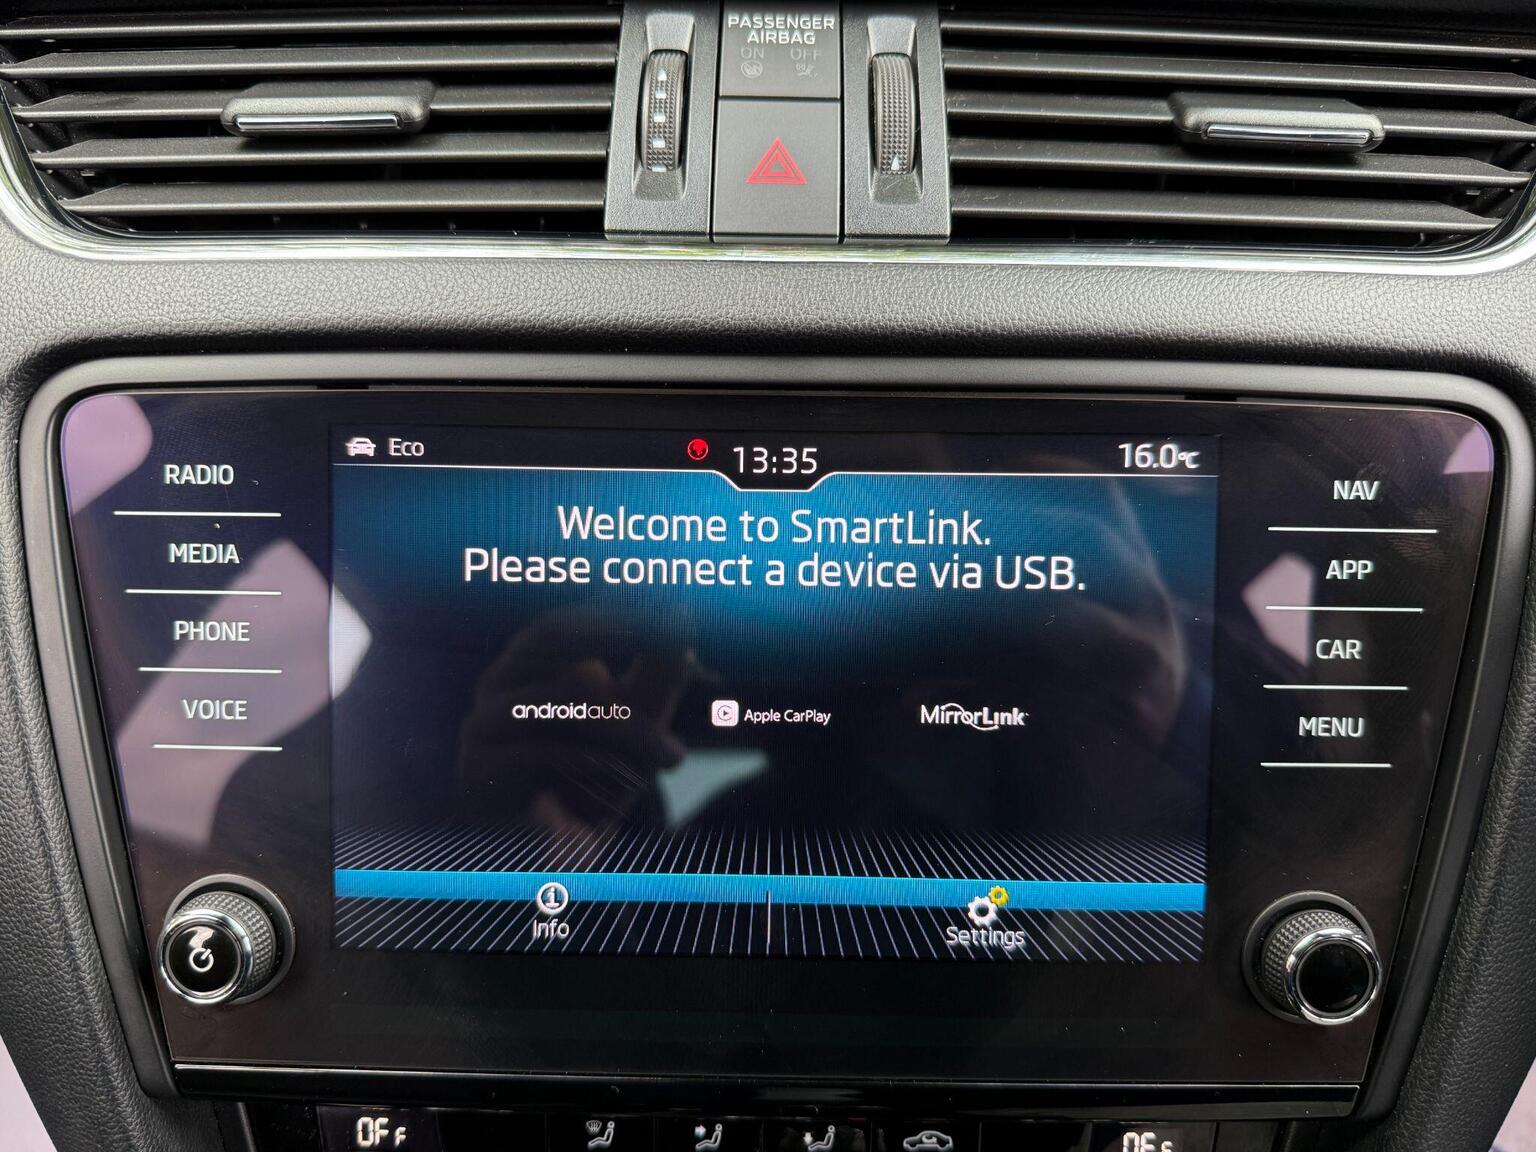 PASSENGER
AIRBAG
ON OFF
Eco
13:35
16.0°C
RADIO
MEDIA
PHONE
VOICE
NAV
APP
CAR
MENU
Welcome to SmartLink.
Please connect a device via USB.
androidauto
Apple CarPlay
MirrorLink
Info
Settings
OFF